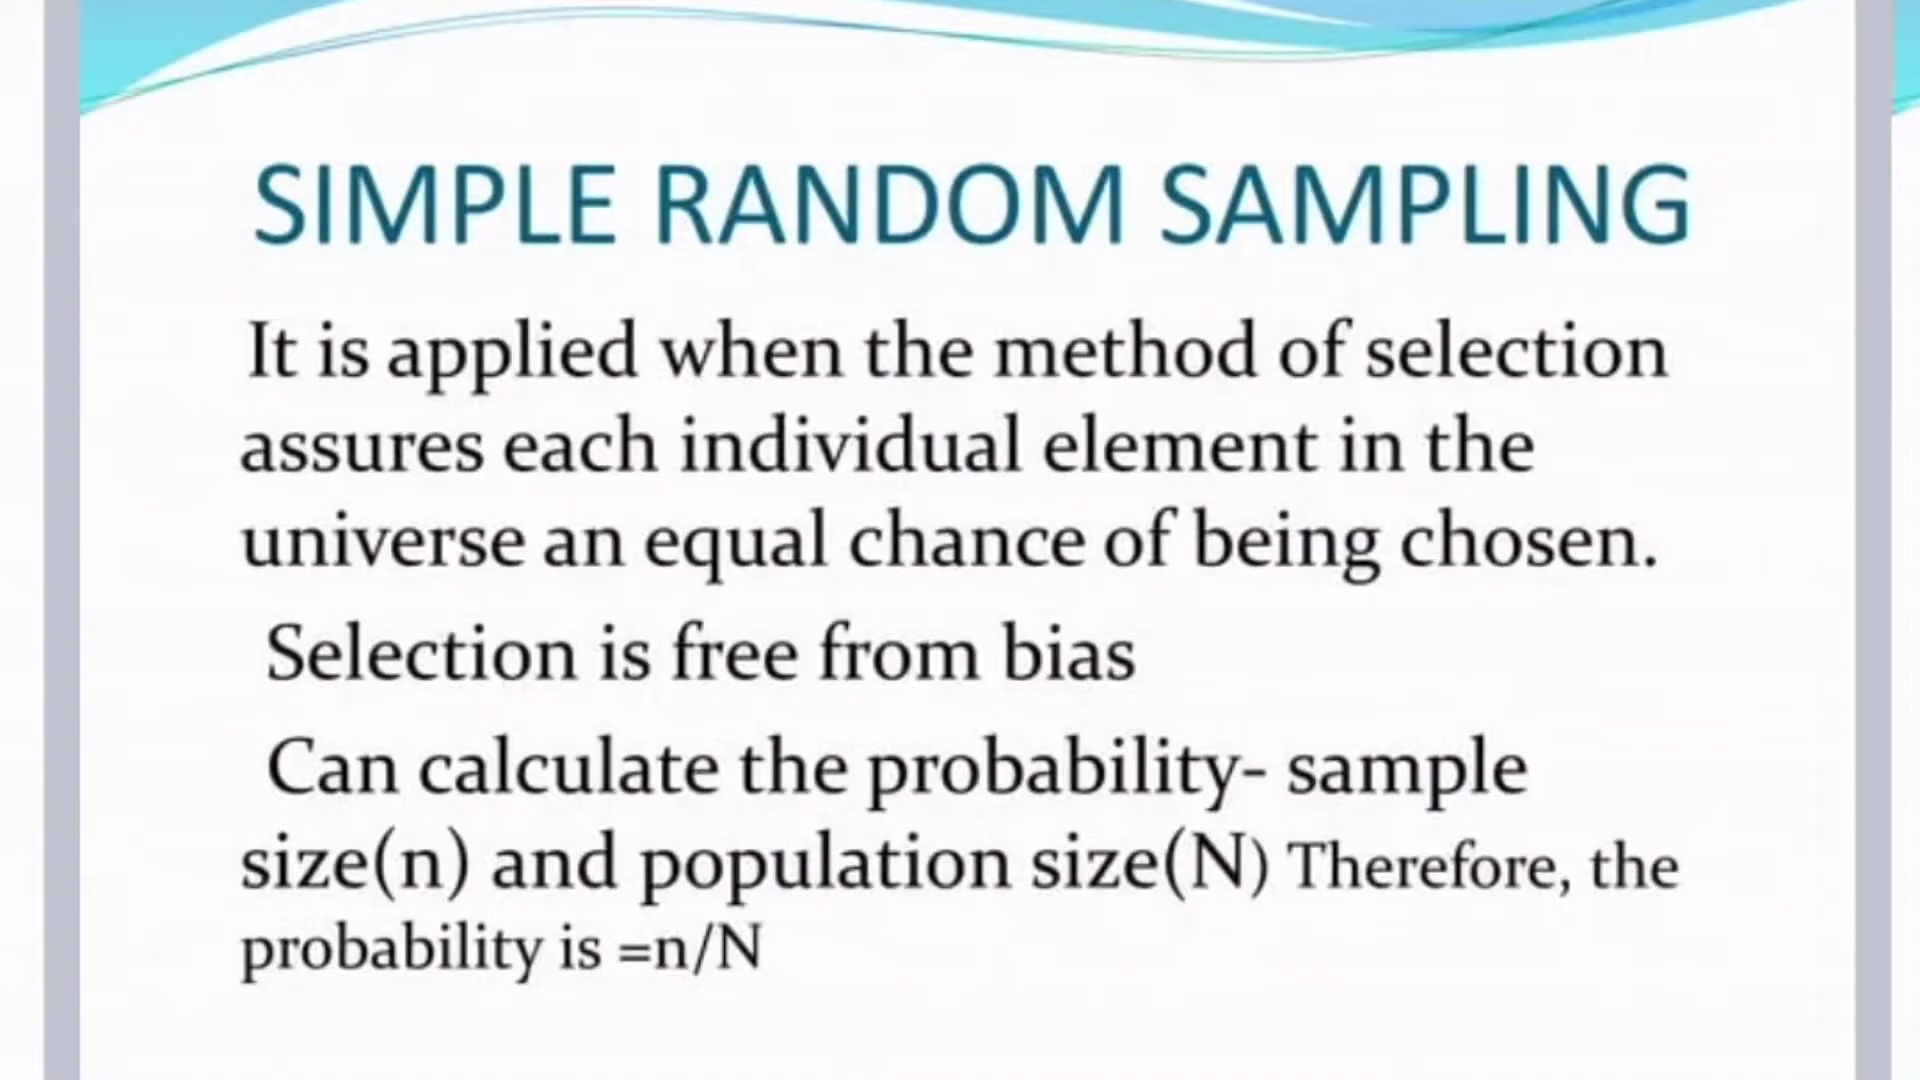 SIMPLE RANDOM SAMPLING
It is applied when the method of selection
assures each individual element in the
universe an equal chance of being chosen.
Selection is free from bias
Can calculate the probability- sample
size(n) and population size(N) Therefore, the
probability is =n/N